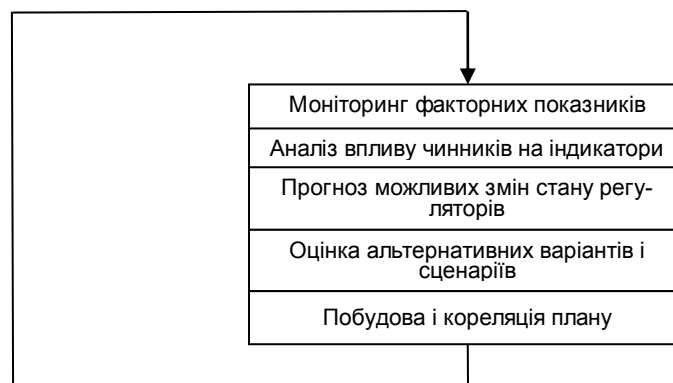 Моніторинг факторних показників
Аналіз впливу чинників на індикатори
Прогноз можливих змін стану регу-
ляторів
Оцінка альтернативних варіантів і
сценаріїв
Побудова і кореляція плану